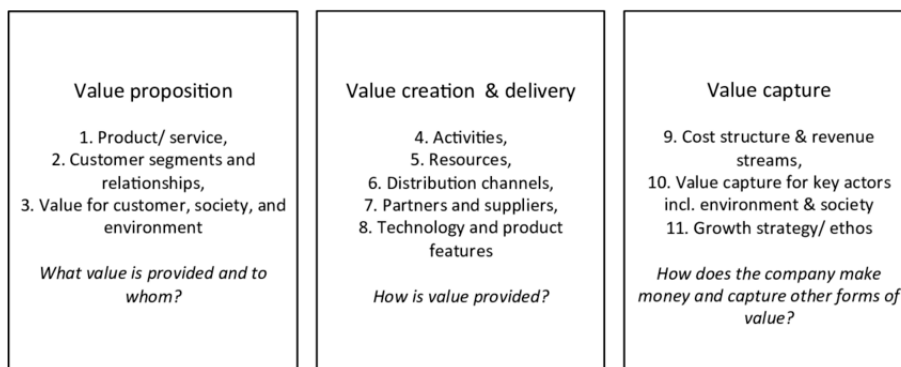 Value proposition
1. Product/ service,
2. Customer segments and
relationships,
3. Value for customer, society, and
environment
What value is provided and to
whom?
Value creation & delivery
4. Activities,
5. Resources,
6. Distribution channels,
7. Partners and suppliers,
8. Technology and product
features
How is value provided?
Value capture
9. Cost structure & revenue
streams,
10. Value capture for key actors
incl. environment & society
11. Growth strategy/ ethos
How does the company make
money and capture other forms of
value?